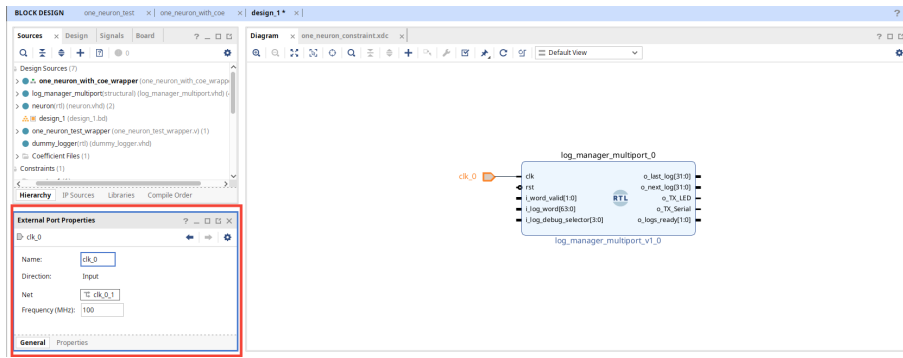 BLOCK DESIGN one_neuron_test × one_neuron_with_coe × design_1 * × ?
Sources × Design Signals Board ? _
0
Design Sources (7)
one_neuron_with_coe_wrapper (one_neuron_with_coe_wrapp
log_manager_multiport(structural) (log_manager_multiport.vhd) (
neuron(rtl) (neuron.vhd) (2)
design_1 (design_1.bd)
one_neuron_test_wrapper (one_neuron_test_wrapper.v) (1)
dummy_logger(rtl) (dummy_logger.vhd)
Coefficient Files (1)
Constraints (1)
Hierarchy IP Sources Libraries Compile Order
External Port Properties ? _ ×
clk_0
Name: clk_0
Direction: Input
Net clk_0_1
Frequency (MHz): 100
General Properties
Diagram × one_neuron_constraint.xdc × ?
Default View
log_manager_multiport_0
clk_0
clk o_last_log[31:0]
rst o_next_log[31:0]
i_word_valid[1:0] RTL o_TX_LED
i_log_word[63:0] o_TX_Serial
i_log_debug_selector[3:0] o_logs_ready[1:0]
log_manager_multiport_v1_0